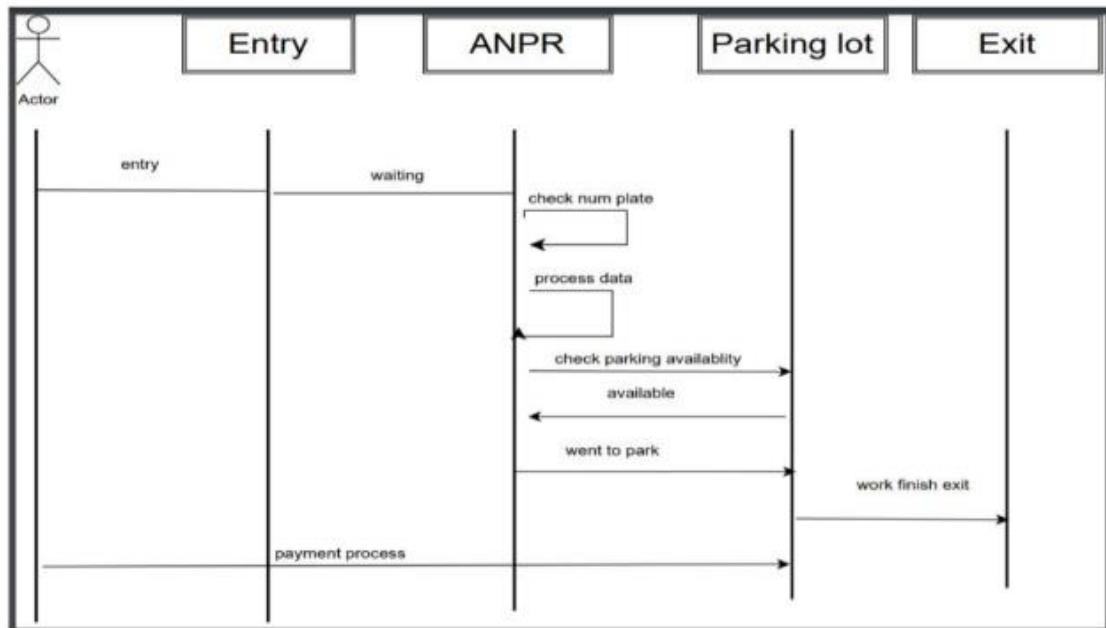 Entry
ANPR
Parking lot
Exit
Actor
entry
waiting
check num plate
process data
check parking availablity
available
went to park
work finish exit
payment process